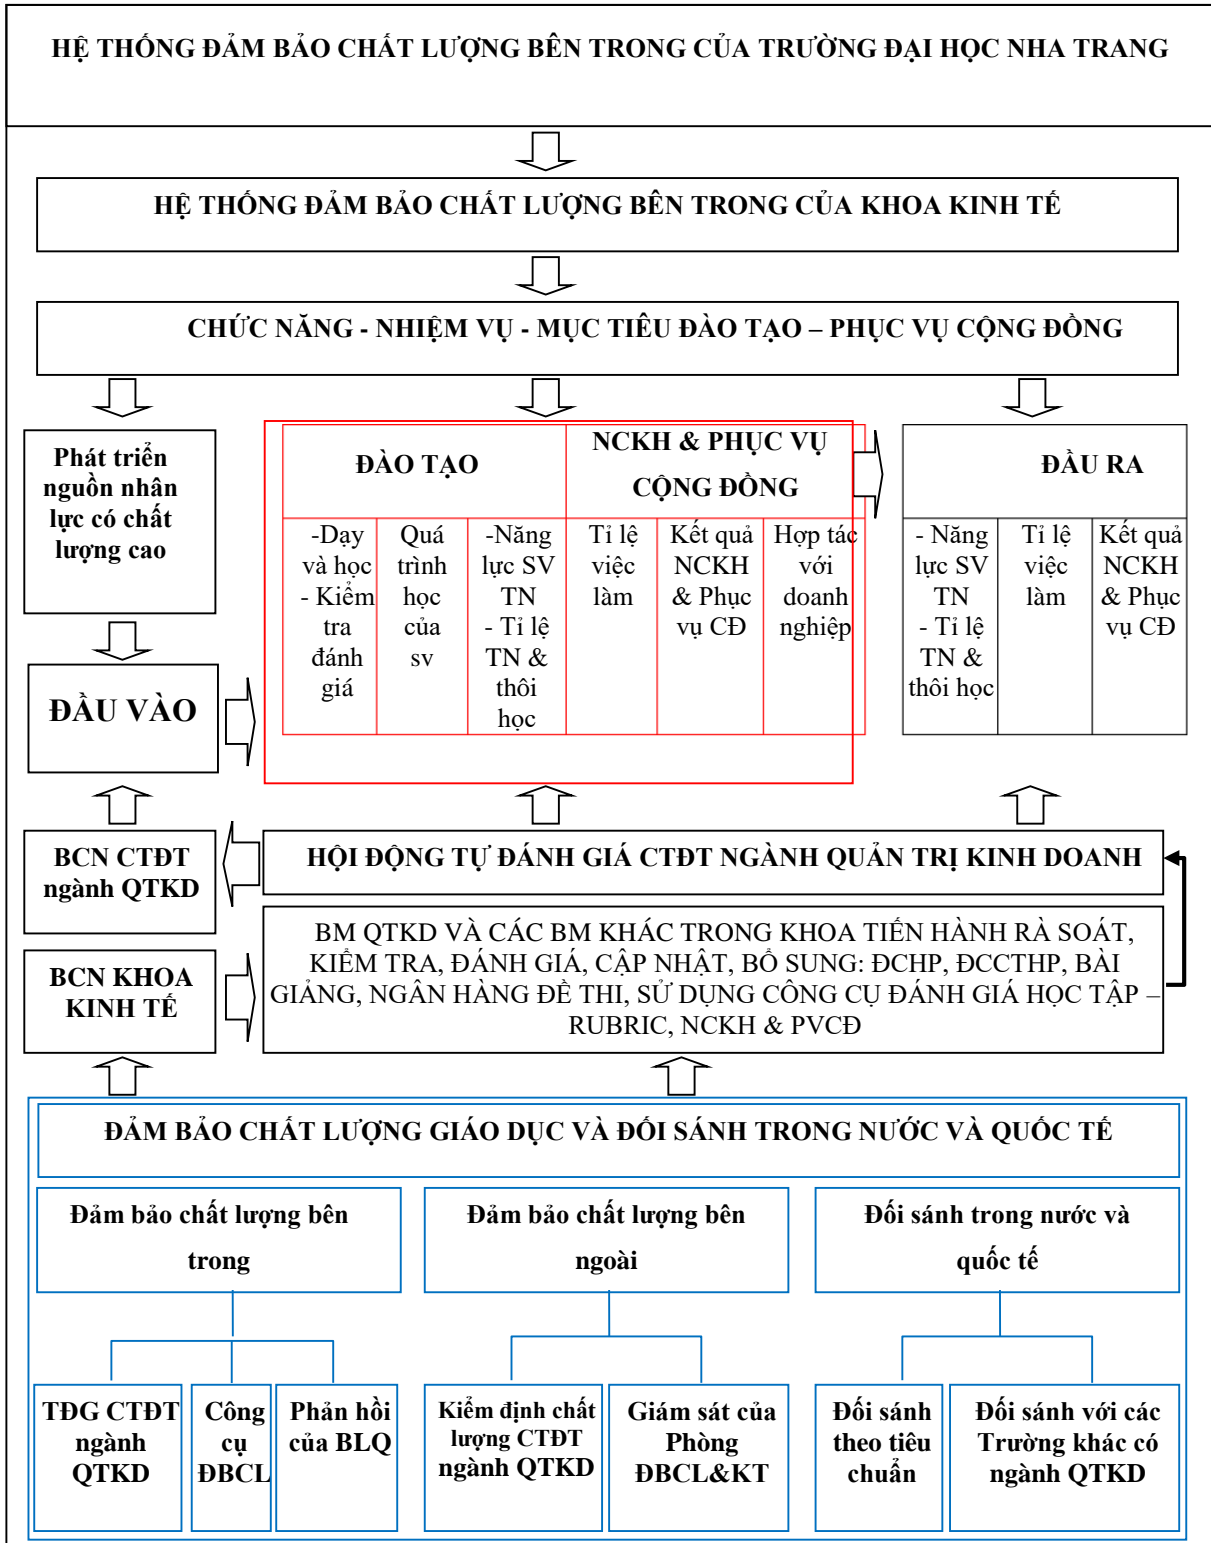 HỆ THỐNG ĐẢM BẢO CHẤT LƯỢNG BÊN TRONG CỦA TRƯỜNG ĐẠI HỌC NHA TRANG
HỆ THỐNG ĐẢM BẢO CHẤT LƯỢNG BÊN TRONG CỦA KHOA KINH TẾ
CHỨC NĂNG - NHIỆM VỤ - MỤC TIÊU ĐÀO TẠO – PHỤC VỤ CỘNG ĐỒNG
Phát triển
nguồn nhân
lực có chất
lượng cao
ĐẦU VÀO
ĐÀO TẠO
NCKH & PHỤC VỤ
CỘNG ĐỒNG
-Dạy
và học
- Kiểm
tra
đánh
giá
Quá
trình
học
của
sv
-Năng
lực SV
TN
- Tỉ lệ
TN &
thôi
học
Tỉ lệ
việc
làm
Kết quả
NCKH
& Phục
vụ CĐ
Hợp tác
với
doanh
nghiệp
ĐẦU RA
- Năng
lực SV
TN
- Tỉ lệ
TN &
thôi học
Tỉ lệ
việc
làm
Kết quả
NCKH
& Phục
vụ CĐ
BCN CTĐT
ngành QTKD
HỘI ĐỘNG TỰ ĐÁNH GIÁ CTĐT NGÀNH QUẢN TRỊ KINH DOANH
BCN KHOA
KINH TẾ
BM QTKD VÀ CÁC BM KHÁC TRONG KHOA TIẾN HÀNH RÀ SOÁT,
KIỂM TRA, ĐÁNH GIÁ, CẬP NHẬT, BỔ SUNG: ĐCHP, ĐCCTHP, BÀI
GIẢNG, NGÂN HÀNG ĐỀ THI, SỬ DỤNG CÔNG CỤ ĐÁNH GIÁ HỌC TẬP –
RUBRIC, NCKH & PVCĐ
ĐẢM BẢO CHẤT LƯỢNG GIÁO DỤC VÀ ĐỐI SÁNH TRONG NƯỚC VÀ QUỐC TẾ
Đảm bảo chất lượng bên
trong
Đảm bảo chất lượng bên
ngoài
Đối sánh trong nước và
quốc tế
TĐG CTĐT
ngành
QTKD
Công
cụ
ĐBCL
Phản hồi
của BLQ
Kiểm định chất
lượng CTĐT
ngành QTKD
Giám sát của
Phòng
ĐBCL&KT
Đối sánh
theo tiêu
chuẩn
Đối sánh với các
Trường khác có
ngành QTKD